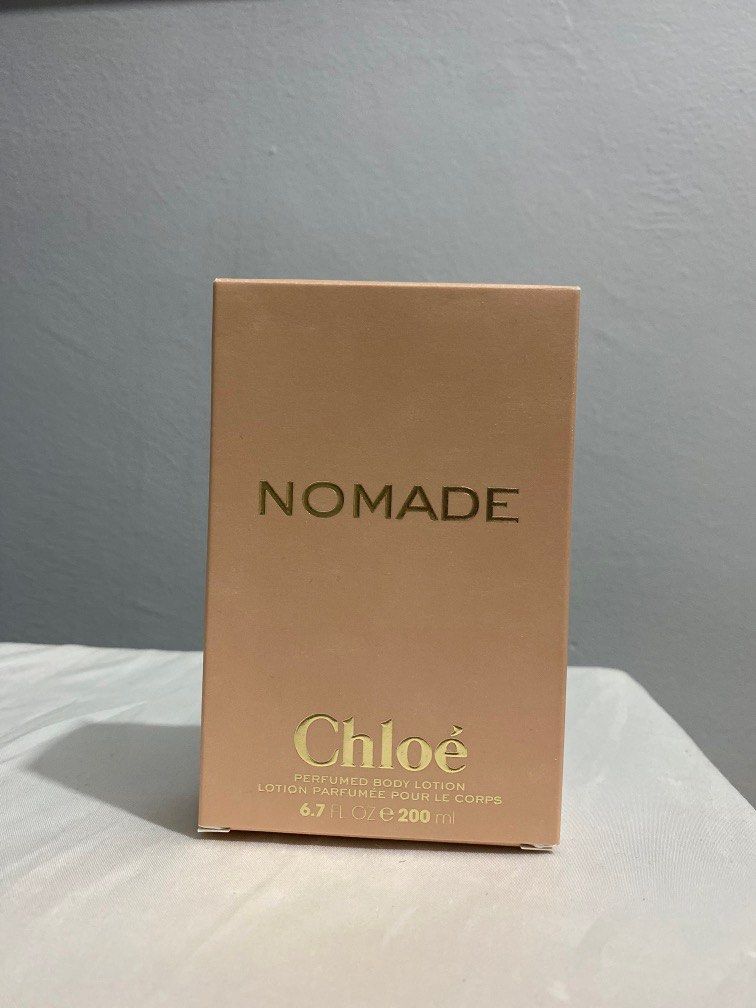 NOMADE
Chloé
PERFUMED BODY LOTION
LOTION PARFUMÉE POUR LE CORPS
6.7 FL OZ e 200 ml